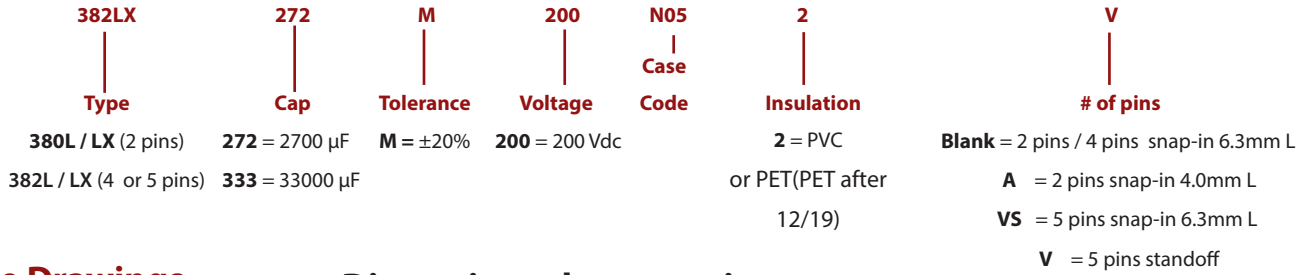 382LX 272 M 200 N05 2 V
Case
Type Cap Tolerance Voltage Code Insulation # of pins
380L / LX (2 pins) 272 = 2700 µF M = ±20% 200 = 200 Vdc 2 = PVC Blank = 2 pins / 4 pins snap-in 6.3mm L
382L / LX (4 or 5 pins) 333 = 33000 µF or PET(PET after A = 2 pins snap-in 4.0mm L
12/19) VS = 5 pins snap-in 6.3mm L
V = 5 pins standoff